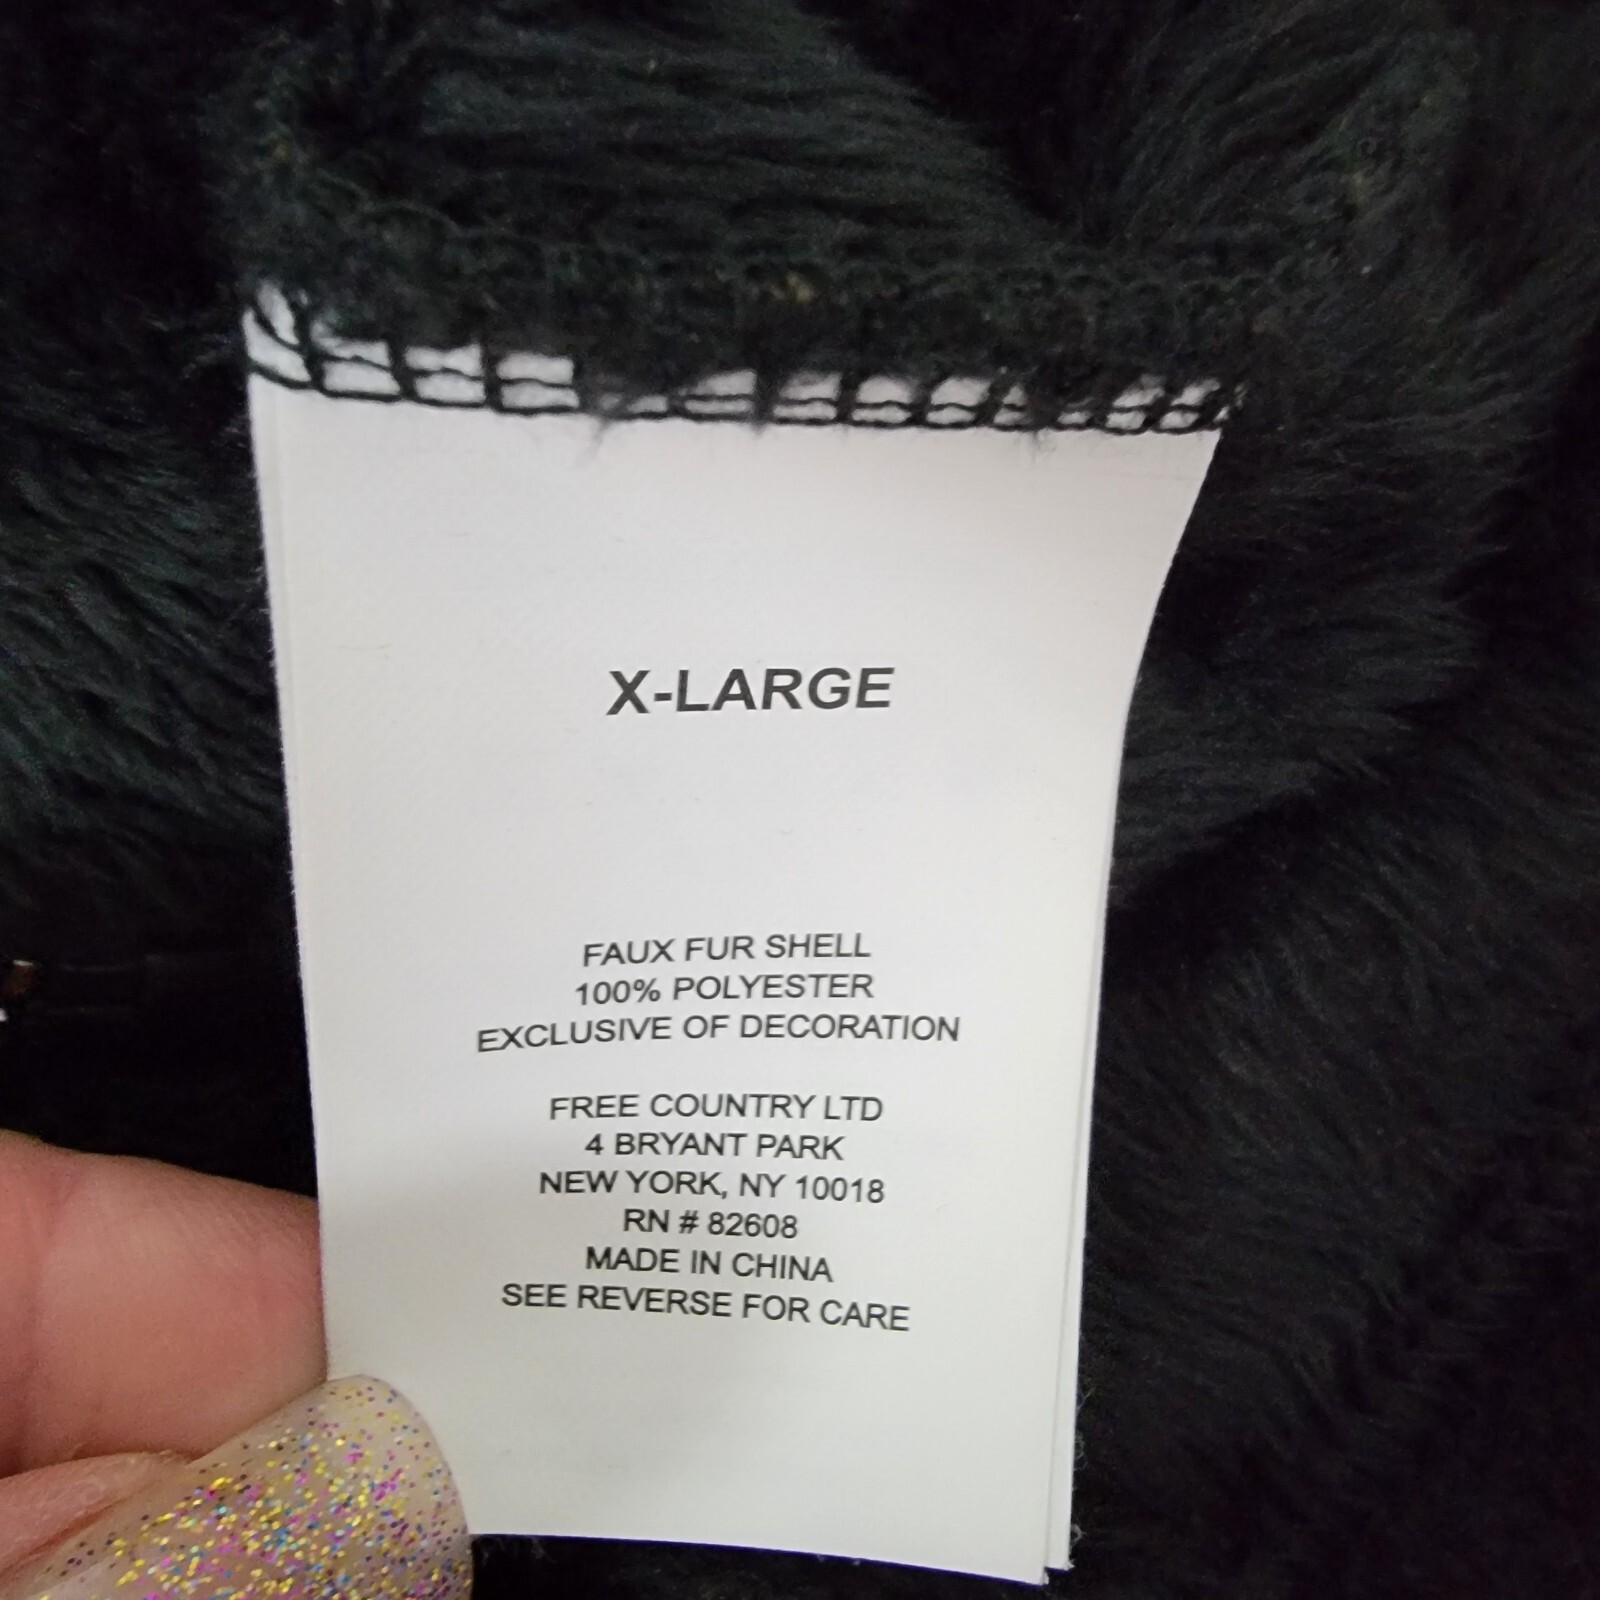 X-LARGE
FAUX FUR SHELL
100% POLYESTER
EXCLUSIVE OF DECORATION
FREE COUNTRY LTD
4 BRYANT PARK
NEW YORK, NY 10018
RN # 82608
MADE IN CHINA
SEE REVERSE FOR CARE